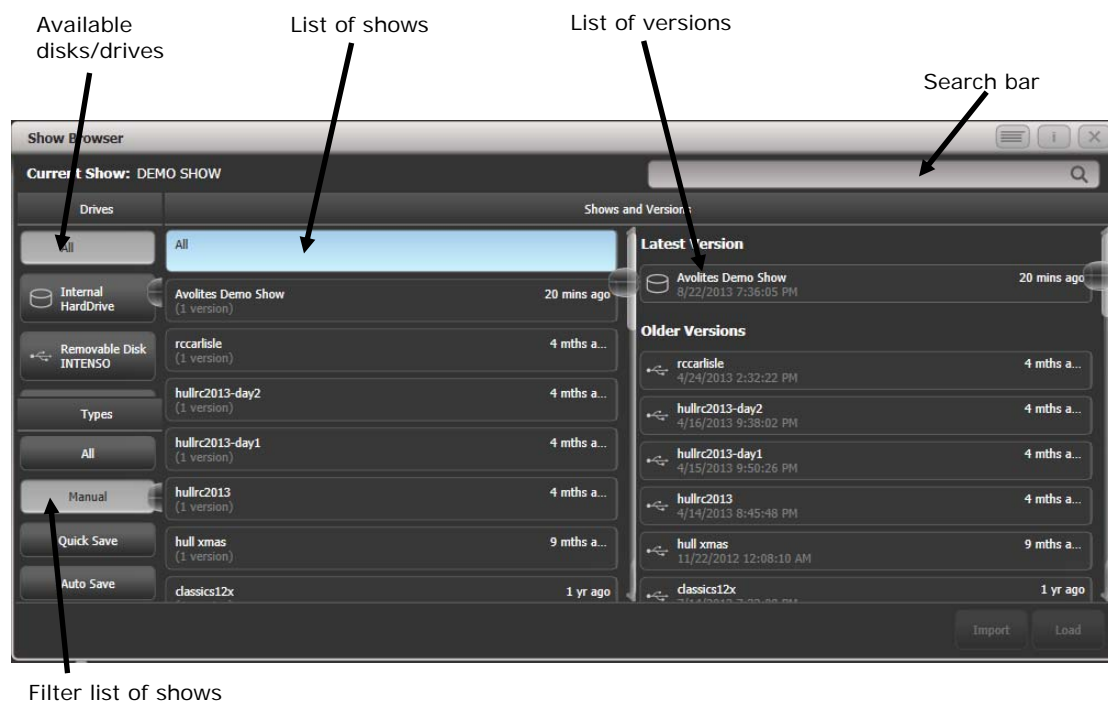 Available
disks/drives
List of shows
List of versions
Search bar
Show Browser
i
Current Show: DEMO SHOW
Drives
Shows and Versions
All
Internal
HardDrive
Removable Disk
INTENSO
Types
All
Manual
Quick Save
Auto Save
All
Avolites Demo Show 20 mins ago
(1 version)
rccarlisle 4 mths a...
(1 version)
hullrc2013-day2 4 mths a...
(1 version)
hullrc2013-day1 4 mths a...
(1 version)
hullrc2013 4 mths a...
(1 version)
hull xmas 9 mths a...
(1 version)
classics12x 1 yr ago
Latest Version
Avolites Demo Show 20 mins ago
8/22/2013 7:36:05 PM
Older Versions
rccarlisle 4 mths a...
4/24/2013 2:32:22 PM
hullrc2013-day2 4 mths a...
4/16/2013 9:38:02 PM
hullrc2013-day1 4 mths a...
4/15/2013 9:50:26 PM
hullrc2013 4 mths a...
4/14/2013 8:45:48 PM
hull xmas 9 mths a...
11/22/2012 12:08:10 AM
classics12x 1 yr ago
Import Load
Filter list of shows